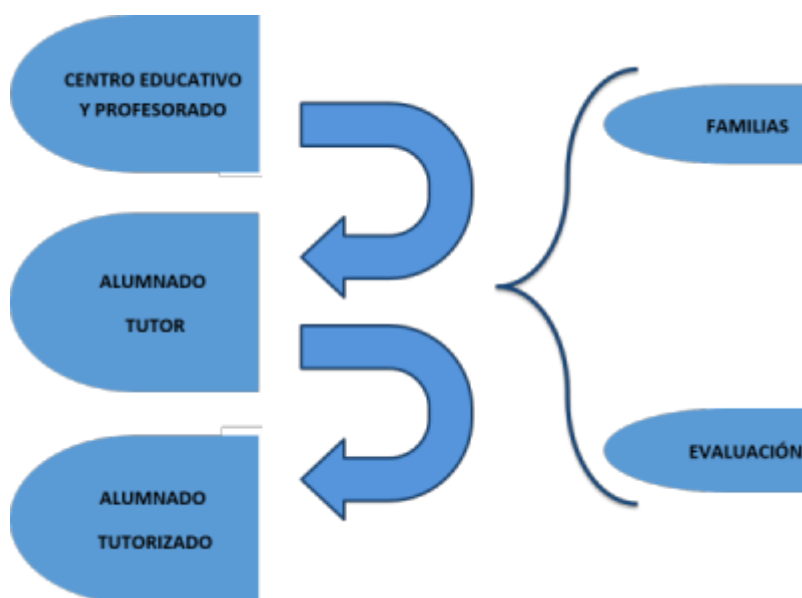 CENTRO EDUCATIVO
Y PROFESORADO
ALUMNADO
TUTOR
ALUMNADO
TUTORIZADO
FAMILIAS
EVALUACIÓN